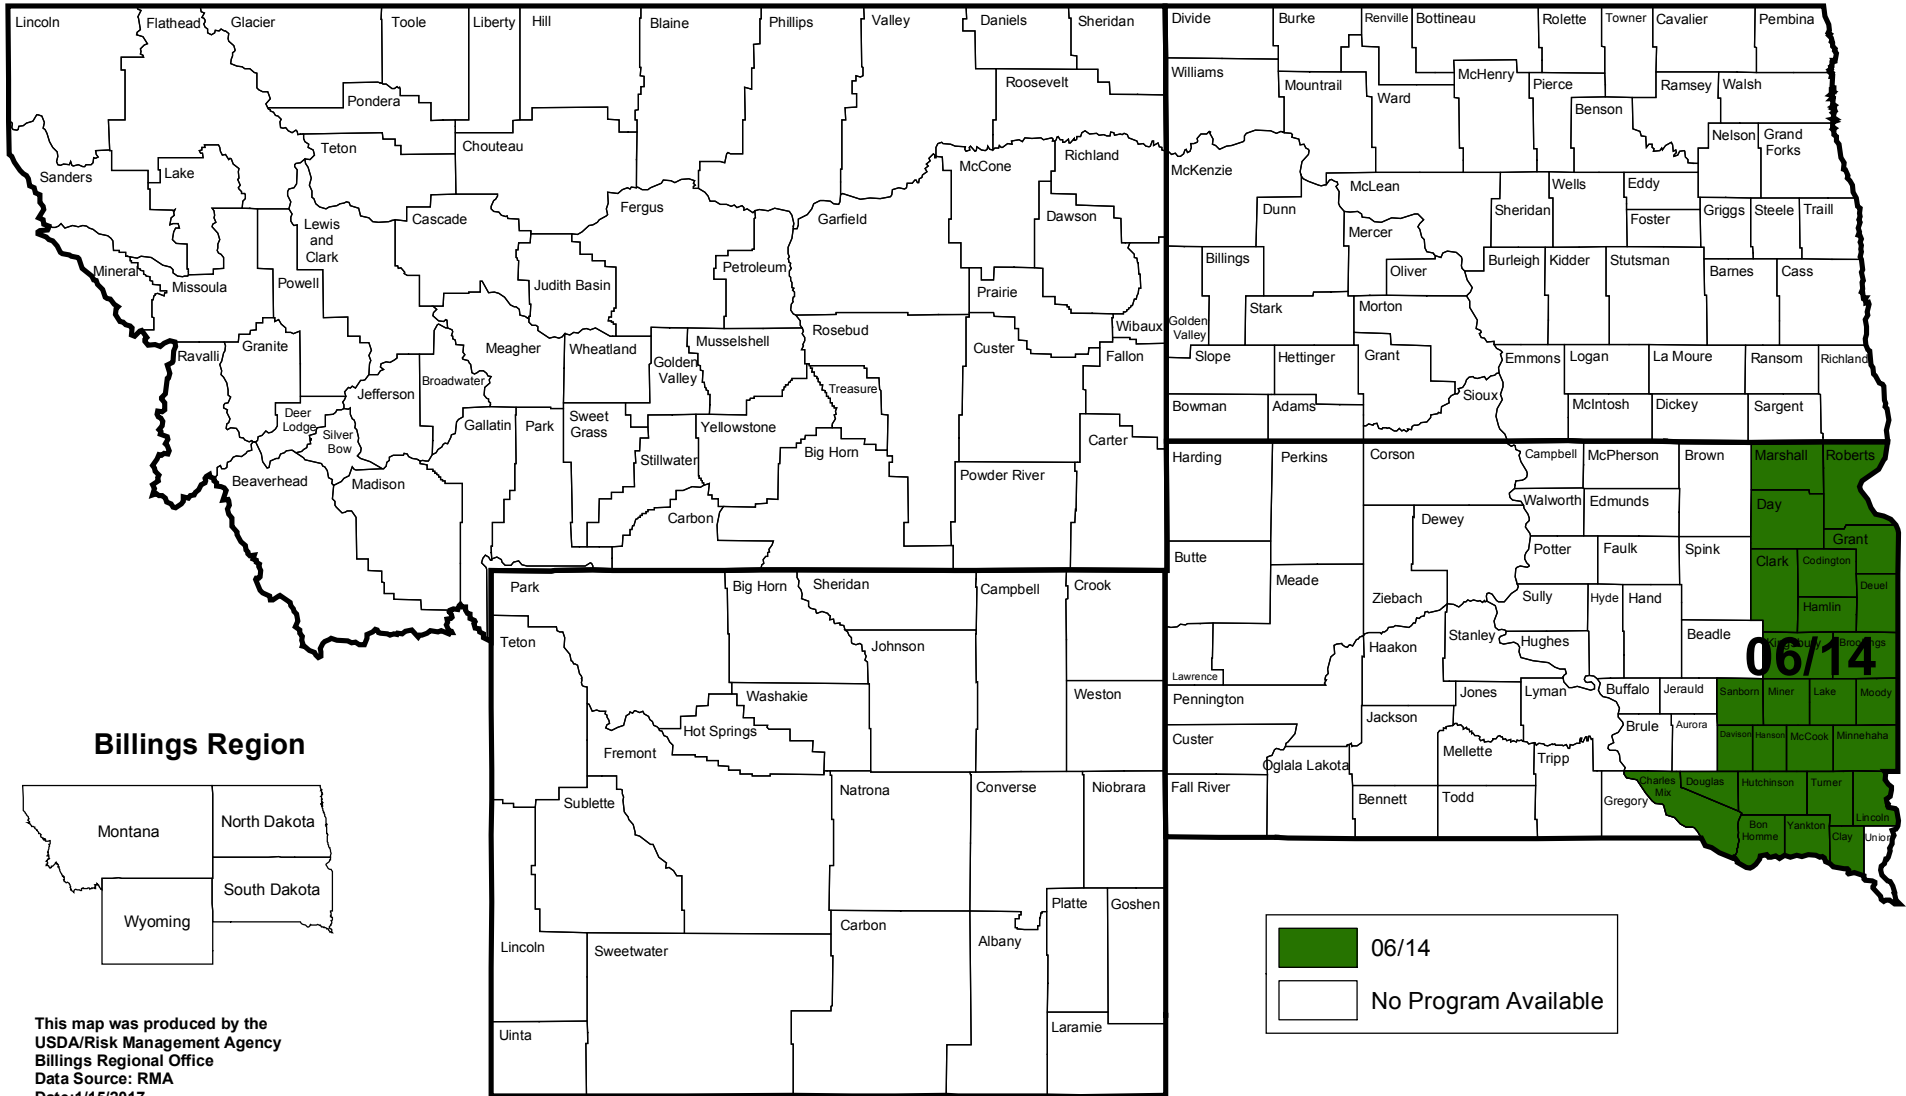 Lincoln
Flathead
Glacier
Toole
Liberty
Hill
Blaine
Phillips
Valley
Daniels
Sheridan
Roosevelt
Pondera
Teton
Chouteau
Sanders
Lake
McCone
Richland
Lewis
and
Clark
Cascade
Fergus
Garfield
Dawson
Mineral
Missoula
Powell
Judith Basin
Petroleum
Prairie
Wibaux
Ravalli
Granite
Meagher
Wheatland
Golden
Valley
Musselshell
Rosebud
Custer
Fallon
Jefferson
Broadwater
Treasure
Deer
Lodge
Silver
Bow
Gallatin
Park
Sweet
Grass
Stillwater
Yellowstone
Big Horn
Carter
Powder River
Beaverhead
Madison
Carbon
Divide
Burke
Renville
Bottineau
Rolette
Towner
Cavalier
Pembina
Williams
Mountrail
Ward
McHenry
Pierce
Benson
Ramsey
Walsh
Nelson
Grand
Forks
McKenzie
McLean
Wells
Eddy
Dunn
Mercer
Sheridan
Foster
Griggs
Steele
Traill
Billings
Oliver
Burleigh
Kidder
Stutsman
Barnes
Cass
Golden
Valley
Stark
Morton
Slope
Hettinger
Grant
Emmons
Logan
La Moure
Ransom
Richland
Sioux
Bowman
Adams
McIntosh
Dickey
Sargent
Harding
Perkins
Corson
Campbell
McPherson
Brown
Marshall
Roberts
Walworth
Edmunds
Day
Dewey
Butte
Potter
Faulk
Spink
Grant
Clark
Codington
Deuel
Meade
Ziebach
Sully
Hyde
Hand
Hamlin
Haakon
Stanley
Hughes
Beadle
Kingsbury
Brookings
06/14
Lawrence
Pennington
Jones
Lyman
Buffalo
Jerauld
Sanborn
Miner
Lake
Moody
Jackson
Brule
Aurora
Custer
Davison
Hanson
McCook
Minnehaha
Oglala Lakota
Mellette
Tripp
Fall River
Bennett
Todd
Gregory
Charles
Mix
Douglas
Hutchinson
Turner
Lincoln
Bon
Homme
Yankton
Clay
Union
Park
Big Horn
Sheridan
Campbell
Crook
Teton
Johnson
Washakie
Weston
Hot Springs
Fremont
Sublette
Natrona
Converse
Niobrara
Platte
Goshen
Lincoln
Sweetwater
Carbon
Albany
Uinta
Laramie
Billings Region
Montana
North Dakota
South Dakota
Wyoming
06/14
No Program Available
This map was produced by the
USDA/Risk Management Agency
Billings Regional Office
Data Source: RMA
Date:1/15/2017